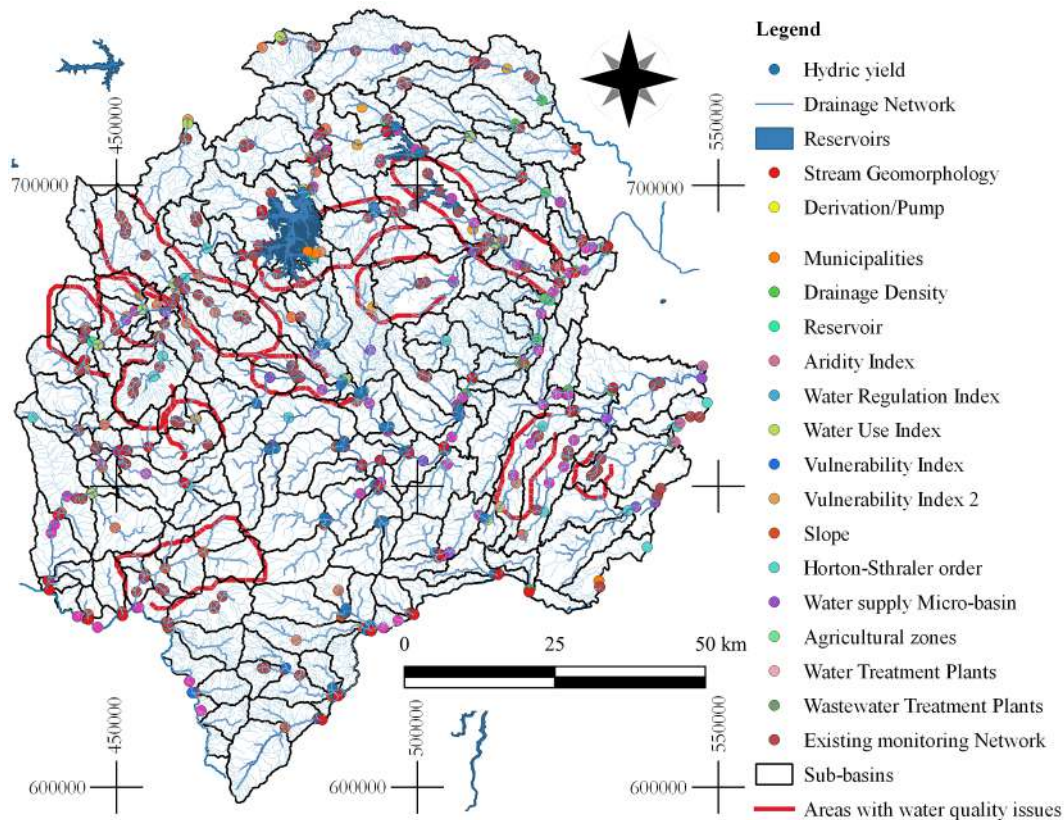 Legend
Hydric yield
Drainage Network
Reservoirs
Stream Geomorphology
Derivation/Pump
Municipalities
Drainage Density
Reservoir
Aridity Index
Water Regulation Index
Water Use Index
Vulnerability Index
Vulnerability Index 2
Slope
Horton-Sthraler order
Water supply Micro-basin
Agricultural zones
Water Treatment Plants
Wastewater Treatment Plants
Existing monitoring Network
Sub-basins
Areas with water quality issues
450000
550000
700000
700000
0 25 50 km
450000
500000
550000
600000
600000